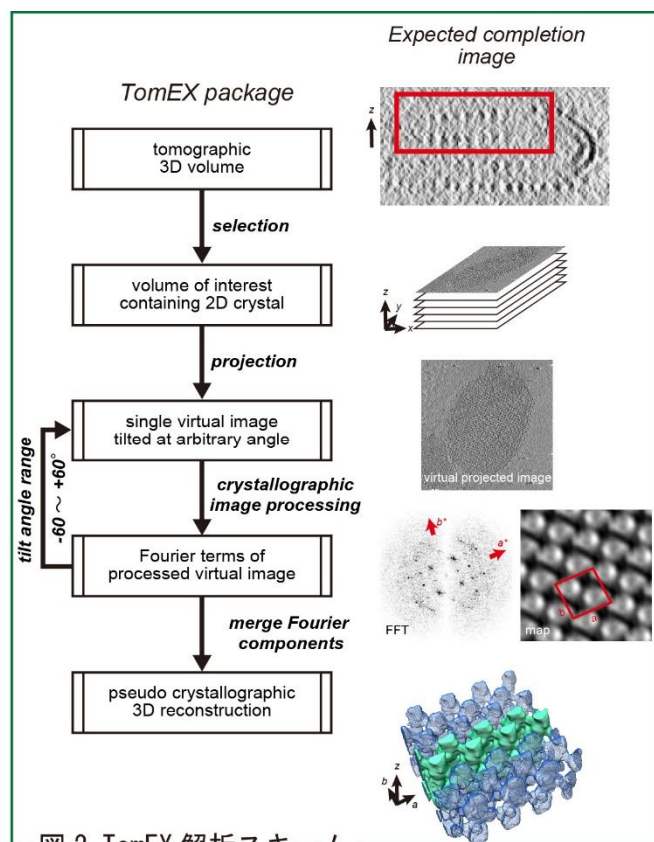 TomEX package
tomographic
3D volume
selection
volume of interest
containing 2D crystal
projection
single virtual image
tilted at arbitrary angle
crystallographic
image processing
tilt angle range
-60 ～ +60°
Fourier terms of
processed virtual image
merge Fourier
components
pseudo crystallographic
3D reconstruction
Expected completion
image
z
z
y
x
virtual projected image
b*
a*
FFT
b
a
map
z
b
a
図 2 TomEX 解析スキーム